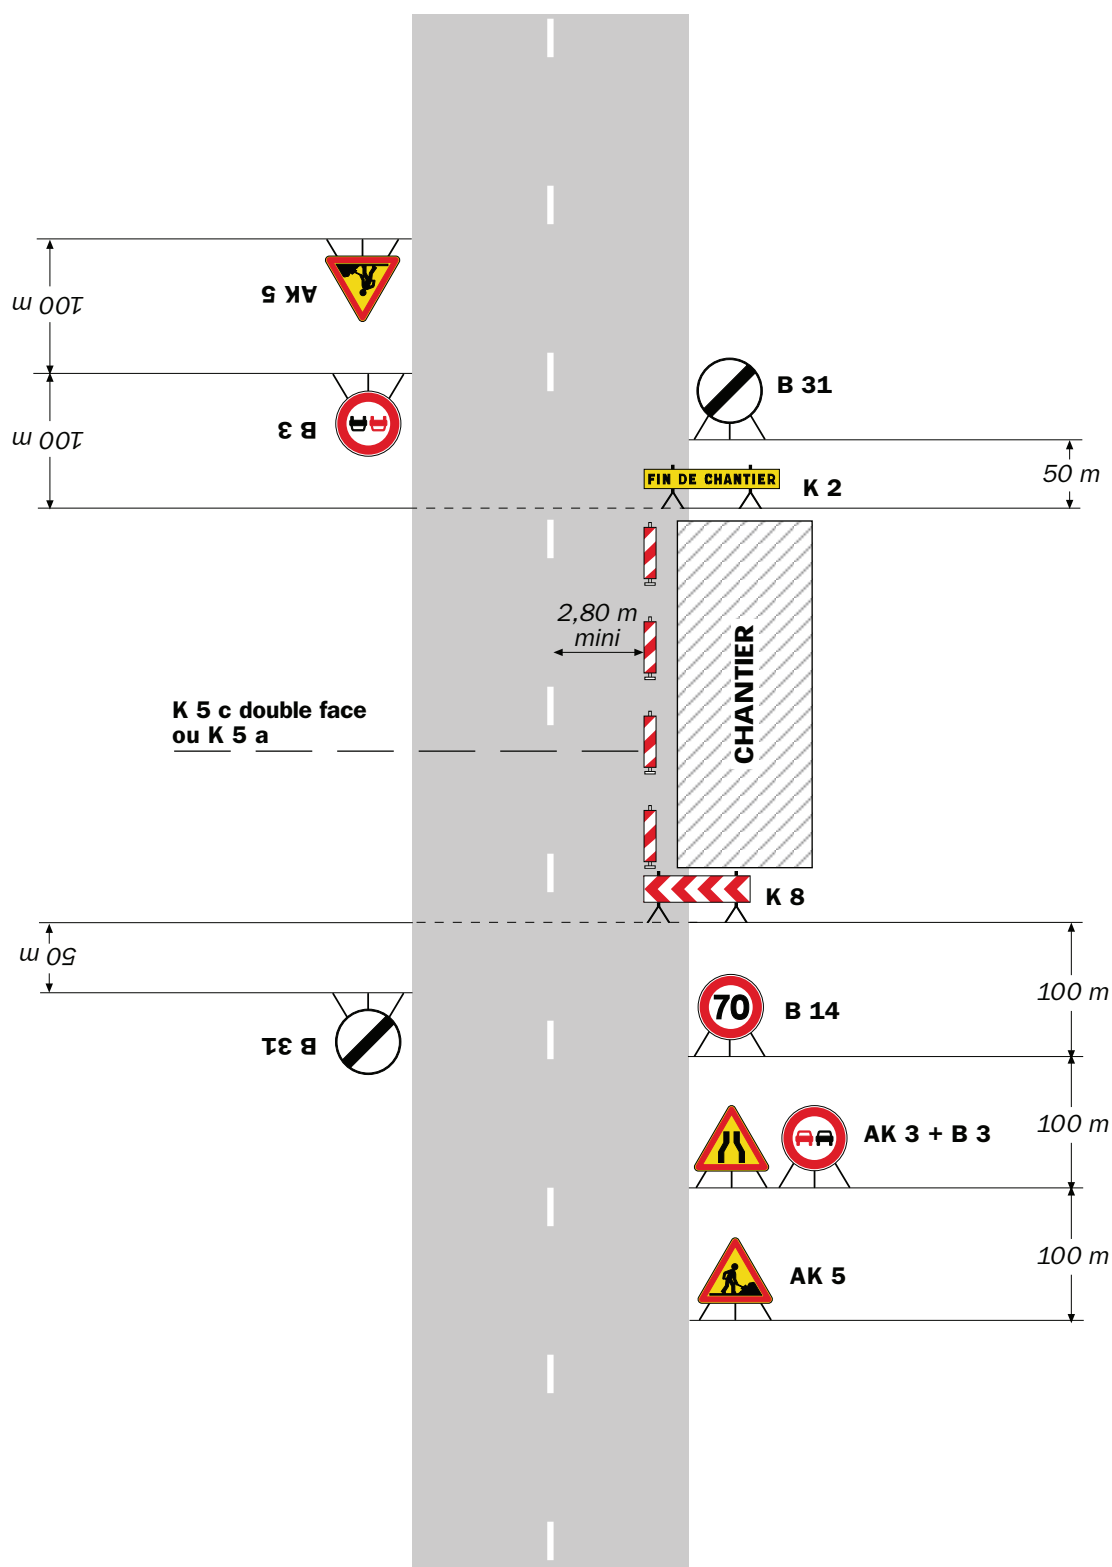 AK 5
100 m
B 3
100 m
B 31
50 m
FIN DE CHANTIER
K 2
2,80 m
mini
CHANTIER
K 5 c double face
ou K 5 a
K 8
50 m
B 31
70
B 14
100 m
AK 3 + B 3
100 m
AK 5
100 m